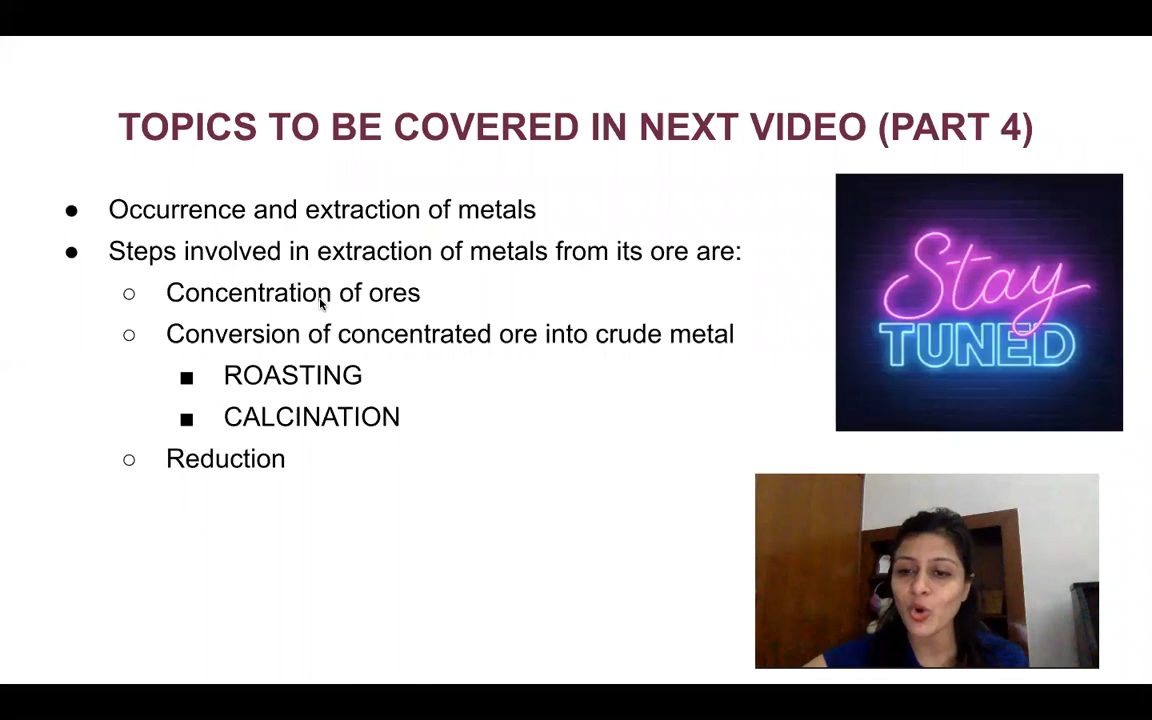 TOPICS TO BE COVERED IN NEXT VIDEO (PART 4)
● Occurrence and extraction of metals
● Steps involved in extraction of metals from its ore are:
○ Concentration of ores
○ Conversion of concentrated ore into crude metal
■ ROASTING
■ CALCINATION
○ Reduction
Stay
TUNED